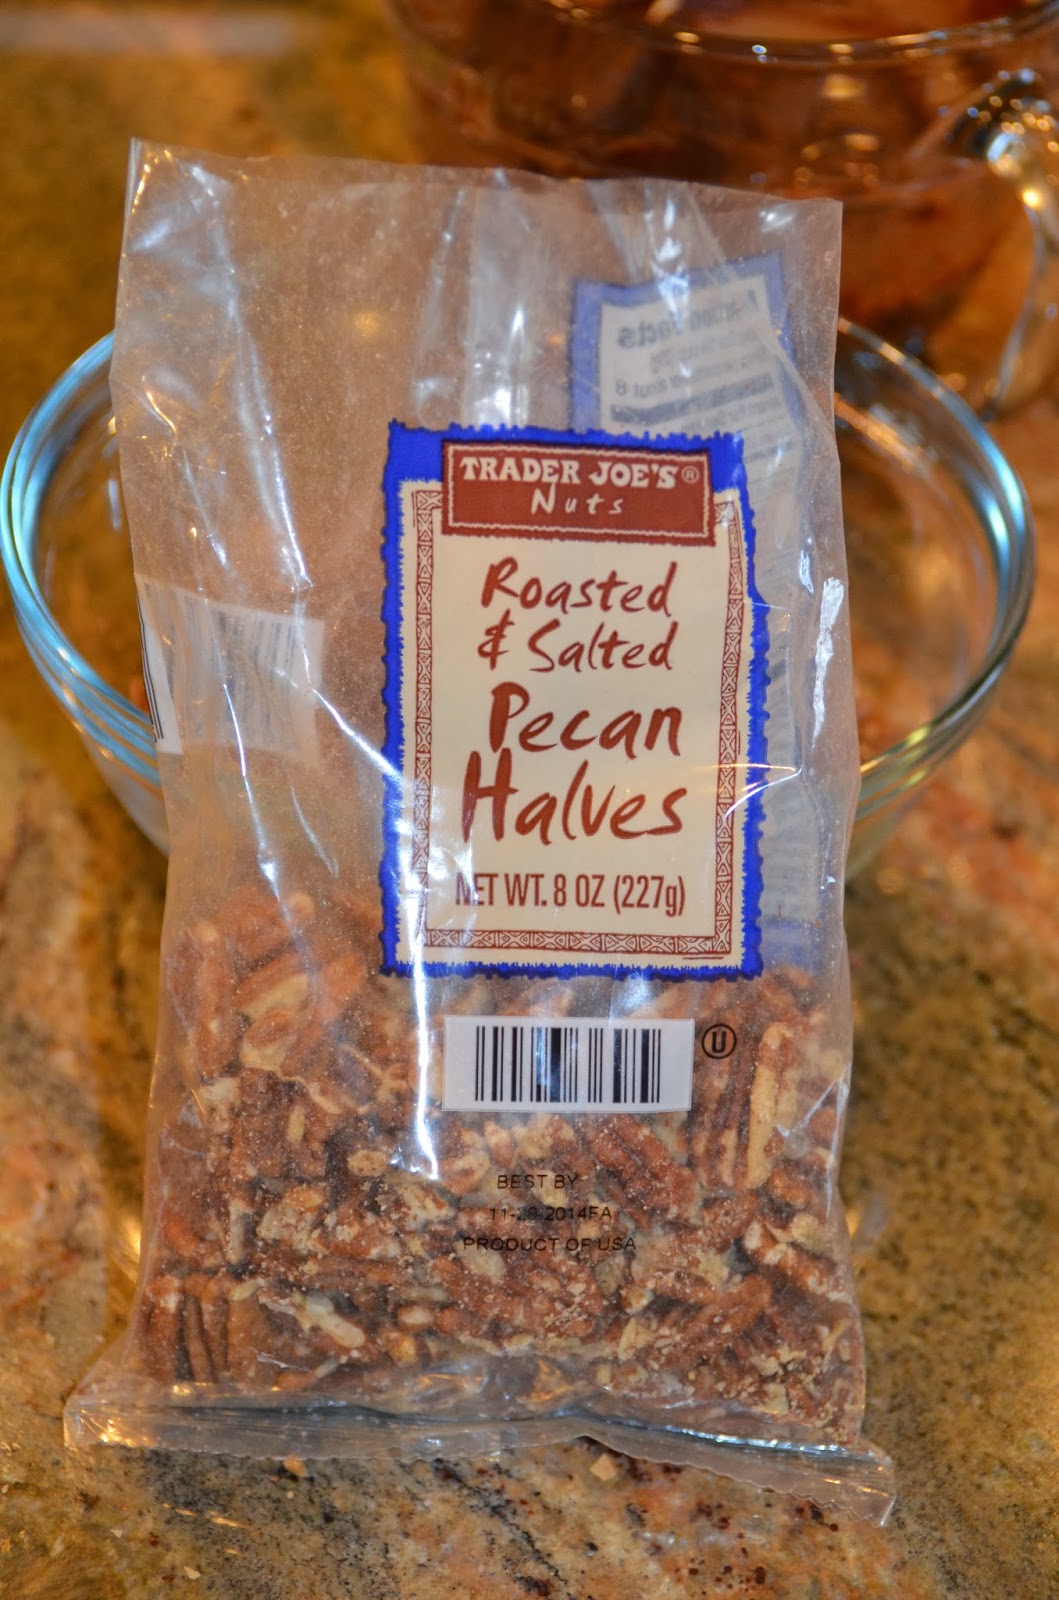 TRADER JOE'S®
Nuts
Roasted
& Salted
Pecan
Halves
NET WT. 8 OZ (227g)
U
BEST BY
PRODUCT OF USA